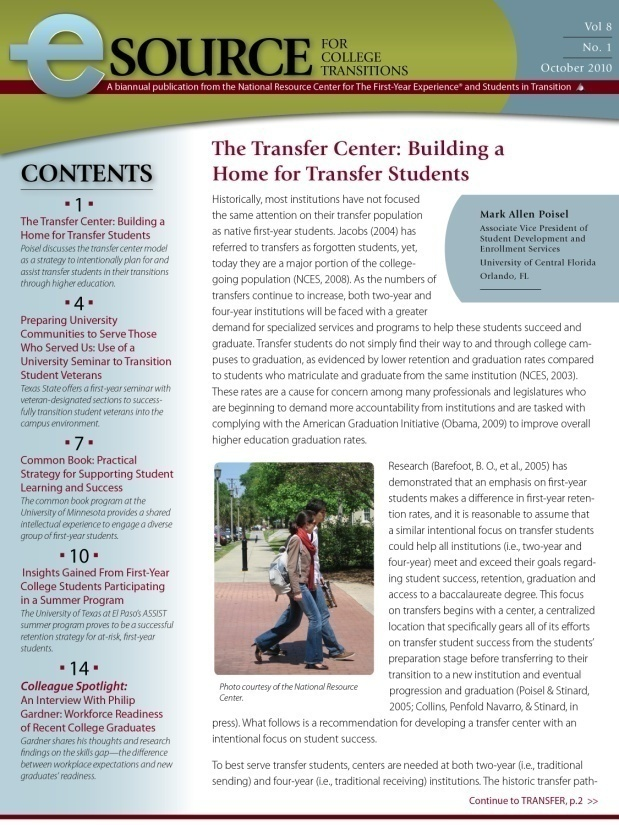 eSOURCE
FOR
COLLEGE
TRANSITIONS
Vol 8
No. 1
October 2010
A biannual publication from the National Resource Center for The First-Year Experience® and Students in Transition
CONTENTS
▪ 1 ▪
The Transfer Center: Building a
Home for Transfer Students
Poisel discusses the transfer center model
as a strategy to intentionally plan for and
assist transfer students in their transitions
through higher education.
▪ 4 ▪
Preparing University
Communities to Serve Those
Who Served Us: Use of a
University Seminar to Transition
Student Veterans
Texas State offers a first-year seminar with
veteran-designated sections to success-
fully transition student veterans into the
campus environment.
▪ 7 ▪
Common Book: Practical
Strategy for Supporting Student
Learning and Success
The common book program at the
University of Minnesota provides a shared
intellectual experience to engage a diverse
group of first-year students.
▪ 10 ▪
Insights Gained From First-Year
College Students Participating
in a Summer Program
The University of Texas at El Paso's ASSIST
summer program proves to be a successful
retention strategy for at-risk, first-year
students.
▪ 14 ▪
Colleague Spotlight:
An Interview With Philip
Gardner: Workforce Readiness
of Recent College Graduates
Gardner shares his thoughts and research
findings on the skills gap—the difference
between workplace expectations and new
graduates' readiness.
The Transfer Center: Building a
Home for Transfer Students
Mark Allen Poisel
Associate Vice President of
Student Development and
Enrollment Services
University of Central Florida
Orlando, FL
Historically, most institutions have not focused
the same attention on their transfer population
as native first-year students. Jacobs (2004) has
referred to transfers as forgotten students, yet,
today they are a major portion of the college-
going population (NCES, 2008). As the numbers of
transfers continue to increase, both two-year and
four-year institutions will be faced with a greater
demand for specialized services and programs to help these students succeed and
graduate. Transfer students do not simply find their way to and through college cam-
puses to graduation, as evidenced by lower retention and graduation rates compared
to students who matriculate and graduate from the same institution (NCES, 2003).
These rates are a cause for concern among many professionals and legislatures who
are beginning to demand more accountability from institutions and are tasked with
complying with the American Graduation Initiative (Obama, 2009) to improve overall
higher education graduation rates.
Research (Barefoot, B. O., et al., 2005) has
demonstrated that an emphasis on first-year
students makes a difference in first-year reten-
tion rates, and it is reasonable to assume that
a similar intentional focus on transfer students
could help all institutions (i.e., two-year and
four-year) meet and exceed their goals regard-
ing student success, retention, graduation and
access to a baccalaureate degree. This focus
on transfers begins with a center, a centralized
location that specifically gears all of its efforts
on transfer student success from the students'
preparation stage before transferring to their
transition to a new institution and eventual
progression and graduation (Poisel & Stinard,
2005; Collins, Penfold Navarro, & Stinard, in
press). What follows is a recommendation for developing a transfer center with an
intentional focus on student success.
Photo courtesy of the National Resource
Center.
To best serve transfer students, centers are needed at both two-year (i.e., traditional
sending) and four-year (i.e., traditional receiving) institutions. The historic transfer path-
Continue to TRANSFER, p.2 >>